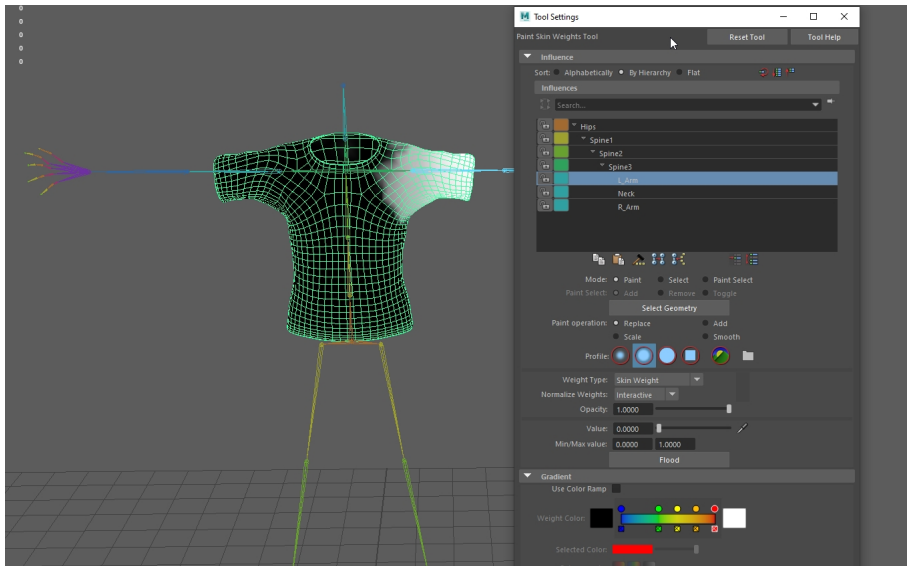 0
0
0
0
0
M Tool Settings
Paint Skin Weights Tool Reset Tool Tool Help
Influence
Sort: Alphabetically By Hierarchy Flat
Influences
Search...
Hips
Spine1
Spine2
Spine3
L_Arm
Neck
R_Arm
Mode: Paint Select Paint Select
Paint Select: Add Remove Toggle
Select Geometry
Paint operation: Replace Add
Scale Smooth
Profile:
Weight Type: Skin Weight
Normalize Weights: Interactive
Opacity: 1.0000
Value: 0.0000
Min/Max value: 0.0000 1.0000
Flood
Gradient
Use Color Ramp
Weight Color:
Selected Color: